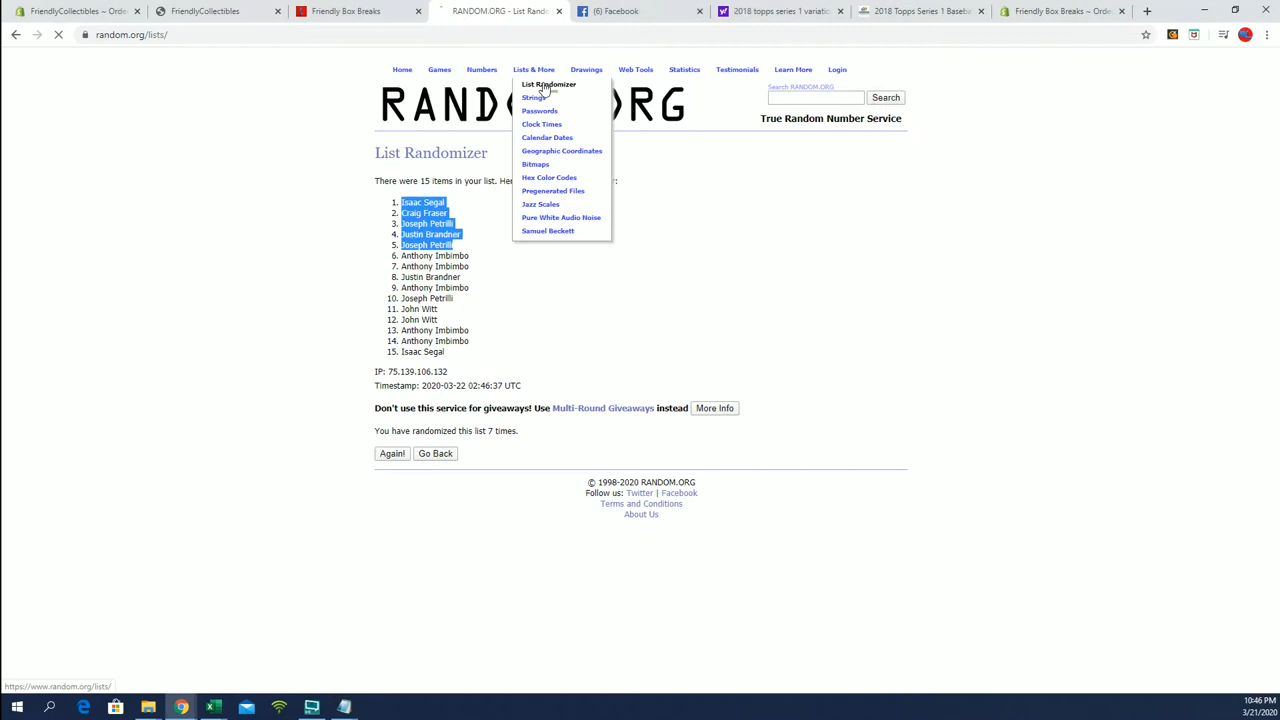 FriendlyCollectibles ~ Orde
FriendlyCollectibles
Friendly Box Breaks
RANDOM.ORG - List Rand
(6) Facebook
2018 topps series 1 variatio
2018 Topps Series 1 Baseba
Friendly Box Breaks ~ Orde
random.org/lists/
Home
Games
Numbers
Lists & More
Drawings
Web Tools
Statistics
Testimonials
Learn More
Login
List Randomizer
Strings
Passwords
Clock Times
Calendar Dates
Geographic Coordinates
Bitmaps
Hex Color Codes
Pregenerated Files
Jazz Scales
Pure White Audio Noise
Samuel Beckett
Search RANDOM.ORG
Search
True Random Number Service
List Randomizer
There were 15 items in your list. Her
1. Isaac Segal
2. Craig Fraser
3. Joseph Petrilli
4. Justin Brandner
5. Joseph Petrilli
6. Anthony Imbimbo
7. Anthony Imbimbo
8. Justin Brandner
9. Anthony Imbimbo
10. Joseph Petrilli
11. John Witt
12. John Witt
13. Anthony Imbimbo
14. Anthony Imbimbo
15. Isaac Segal
IP: 75.139.106.132
Timestamp: 2020-03-22 02:46:37 UTC
Don't use this service for giveaways! Use Multi-Round Giveaways instead More Info
You have randomized this list 7 times.
Again! Go Back
© 1998-2020 RANDOM.ORG
Follow us: Twitter | Facebook
Terms and Conditions
About Us
https://www.random.org/lists/
10:46 PM
3/21/2020